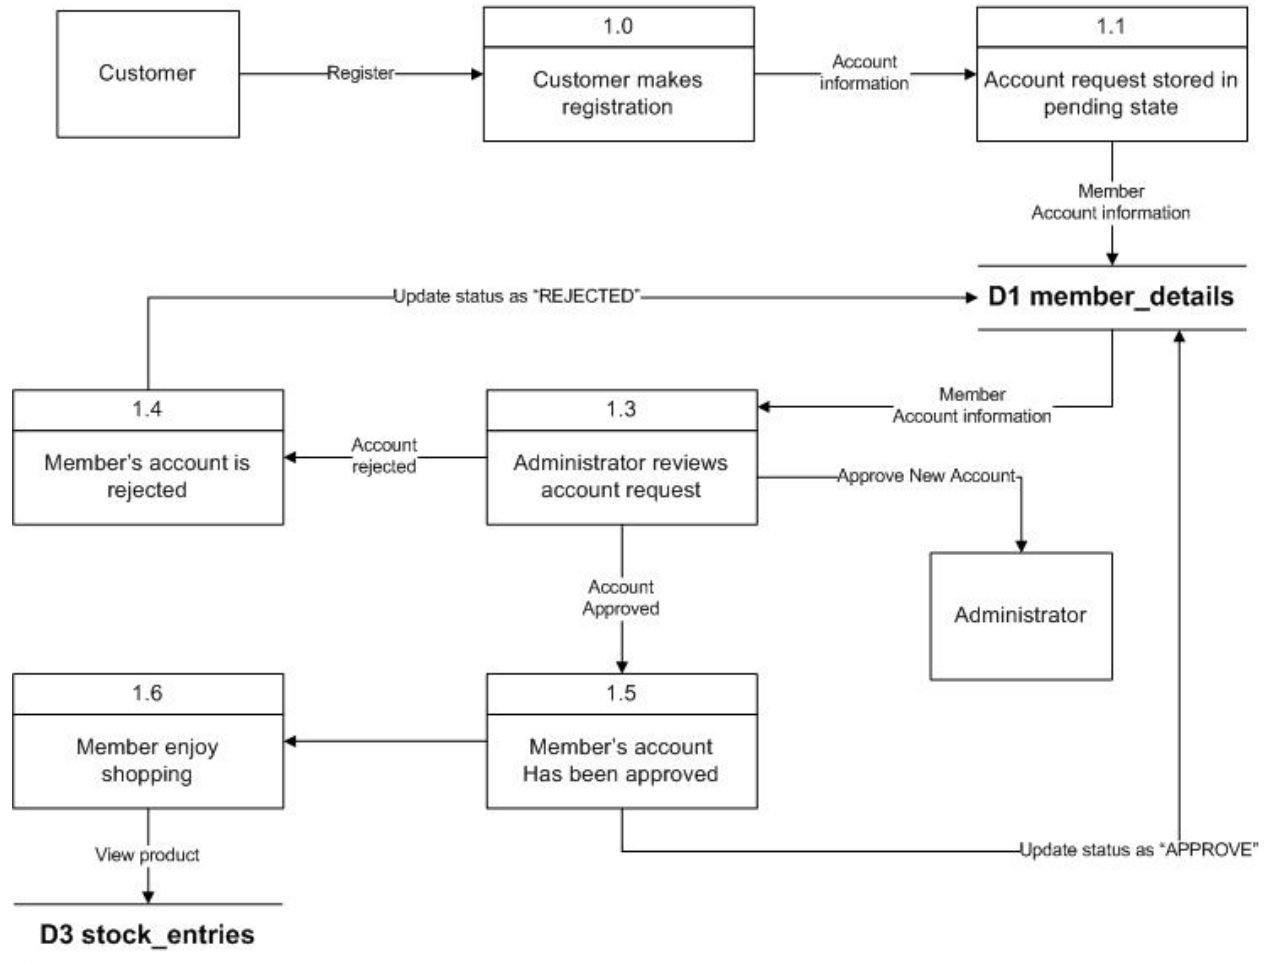 Customer
Register
1.0
Customer makes
registration
Account
information
1.1
Account request stored in
pending state
Member
Account information
Update status as “REJECTED”
D1 member_details
1.4
Member’s account is
rejected
Account
rejected
1.3
Administrator reviews
account request
Member
Account information
Approve New Account
Administrator
Account
Approved
1.6
Member enjoy
shopping
1.5
Member’s account
Has been approved
View product
Update status as “APPROVE”
D3 stock_entries